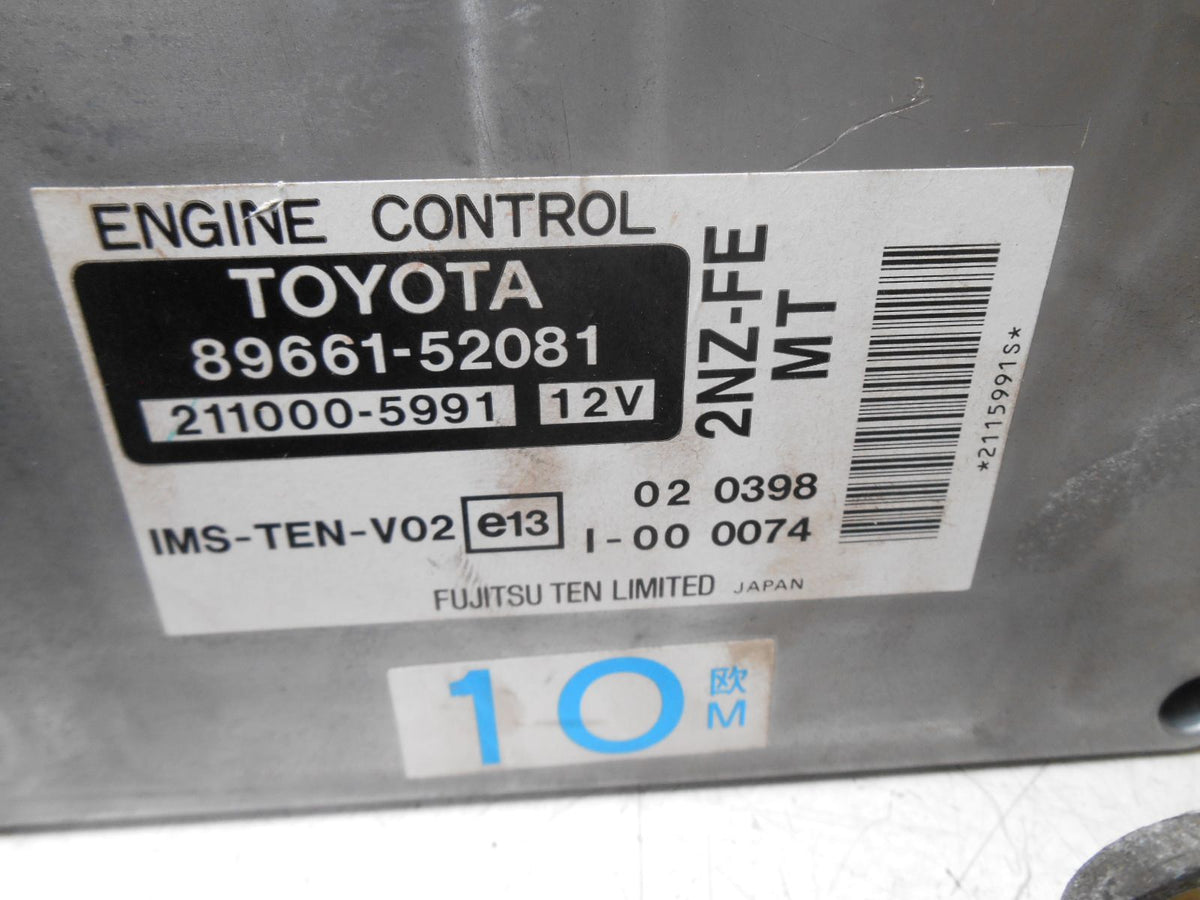 ENGINE CONTROL
TOYOTA
89661-52081
211000-5991 12V
2NZ-FE
MT
*2115991S*
IMS-TEN-V02 e13 02 0398
I-00 0074
FUJITSU TEN LIMITED JAPAN
10 欧
M